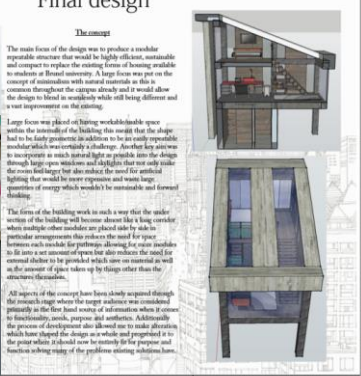 Final design
The concept
The main focus of the design was to produce a modular
repeatable structure that would be highly efficient, sustainable
and compact to replace the existing forms of housing available
to students at Brunel university. A large focus was put on the
concept of minimalism with natural materials as this is
common throughout the campus already and it would allow
the design to blend in seamlessly while still being different and
a vast improvement on the existing.
Large focus was placed on having workable/usable space
within the internals of the building this meant that the shape
had to be fairly geometric in addition to be an easily repeatable
modular which was certainly a challenge. Another key aim was
to incorporate as much natural light as possible into the design
through large open windows and skylights that not only make
the room feel larger but also reduce the need for artificial
lighting that would be more expensive and waste large
quantities of energy which wouldn't be sustainable and forward
thinking.
The form of the building work in such a way that the under
section of the building will become almost like a long corridor
when multiple other modules are placed side by side in
particular arrangements this reduces the need for space
between each module for pathways allowing for more modules
to fit into a set amount of space but also reduces the need for
external shelter to be provided which save on material as well
as the amount of space taken up by things other than the
structures themselves.
All aspects of the concept have been slowly acquired through
the research stage where the target audience was considered
primarily as the first hand source of information when it comes
to functionality, needs, purpose and aesthetics. Additionally
the process of development also allowed me to make alteration
which have shaped the design as a whole and progressed it to
the point where it should now be entirely fit for purpose and
function solving many of the problems existing solutions have.